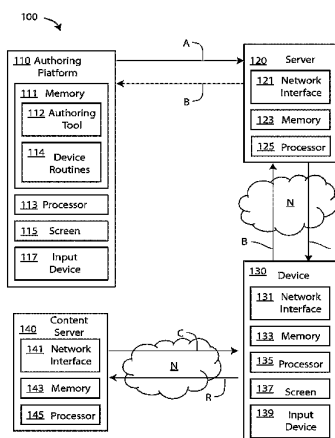 100
110 Authoring
Platform
111 Memory
112 Authoring
Tool
114 Device
Routines
113 Processor
115 Screen
117 Input
Device
A
B
120 Server
121 Network
Interface
123 Memory
125 Processor
N
B
130 Device
131 Network
Interface
133 Memory
135 Processor
137 Screen
139 Input
Device
140 Content
Server
141 Network
Interface
143 Memory
145 Processor
C
N
R